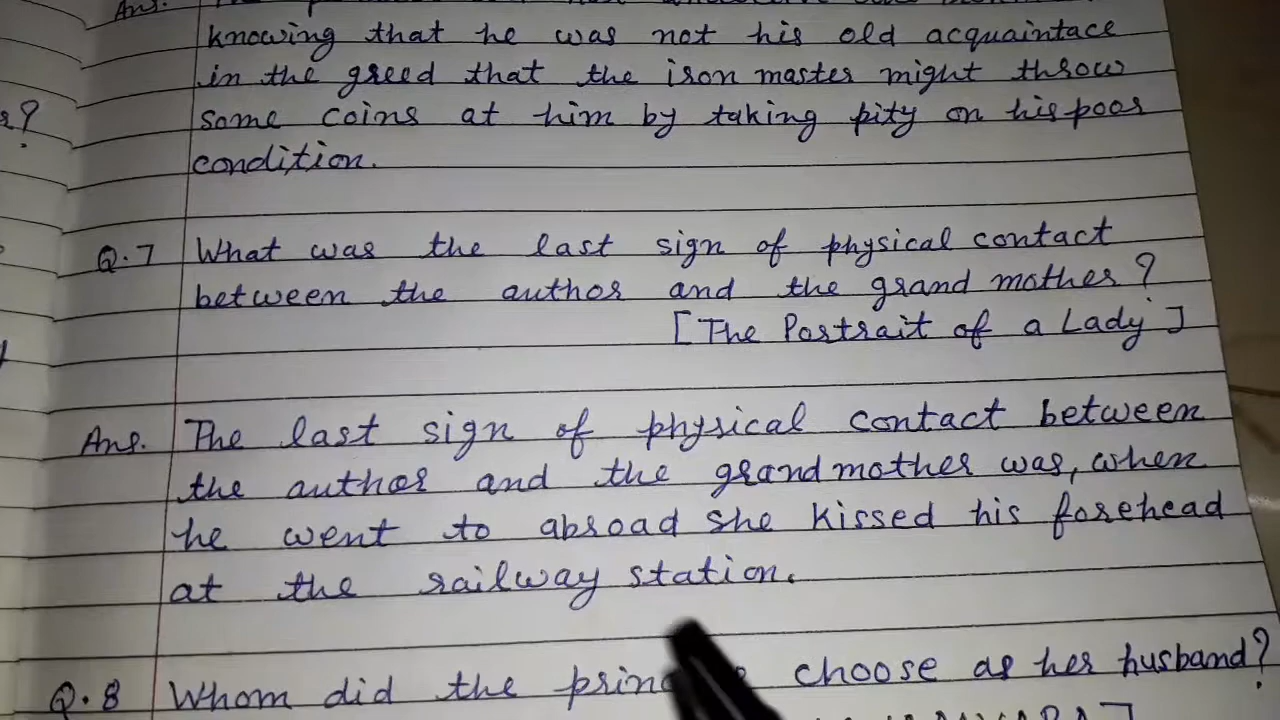 Ans.
knowing that he was not his old acquaintace
in the greed that the iron master might throw
some coins at him by taking pity on his poor
condition.
Q.7 What was the last sign of physical contact
between the author and the grand mother?
[The Portrait of a Lady]
Ans. The last sign of physical contact between
the author and the grandmother was, when
he went to abroad she kissed his forehead
at the railway station.
Q.8 Whom did the choose as her husband?